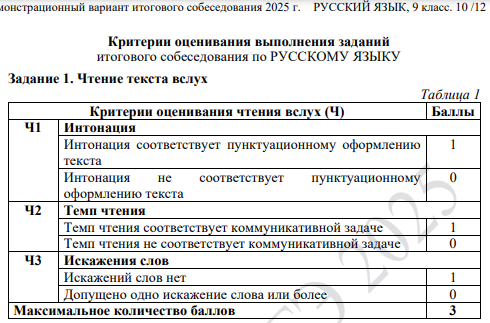 монстрационный вариант итогового собеседования 2025 г. РУССКИЙ ЯЗЫК, 9 класс. 10 /12
Критерии оценивания выполнения заданий
итогового собеседования по РУССКОМУ ЯЗЫКУ
Задание 1. Чтение текста вслух
Таблица 1
Критерии оценивания чтения вслух (Ч) Баллы
Ч1 Интонация
Интонация соответствует пунктуационному оформлению 1
текста
Интонация не соответствует пунктуационному 0
оформлению текста
Ч2 Темп чтения
Темп чтения соответствует коммуникативной задаче 1
Темп чтения не соответствует коммуникативной задаче 0
Ч3 Искажения слов
Искажений слов нет 1
Допущено одно искажение слова или более 0
Максимальное количество баллов 3
2025